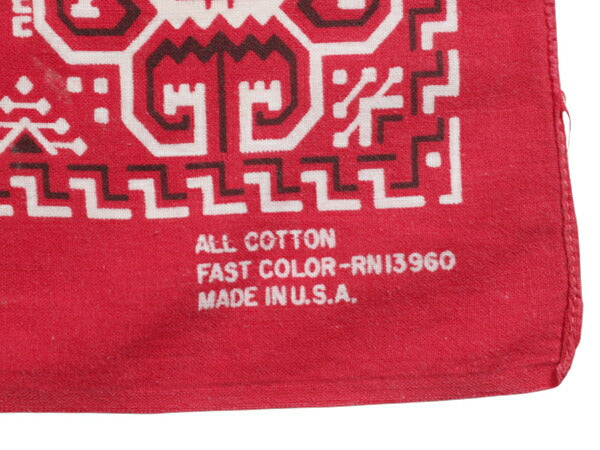 ALL COTTON
FAST COLOR-RN13960
MADE IN U.S.A.